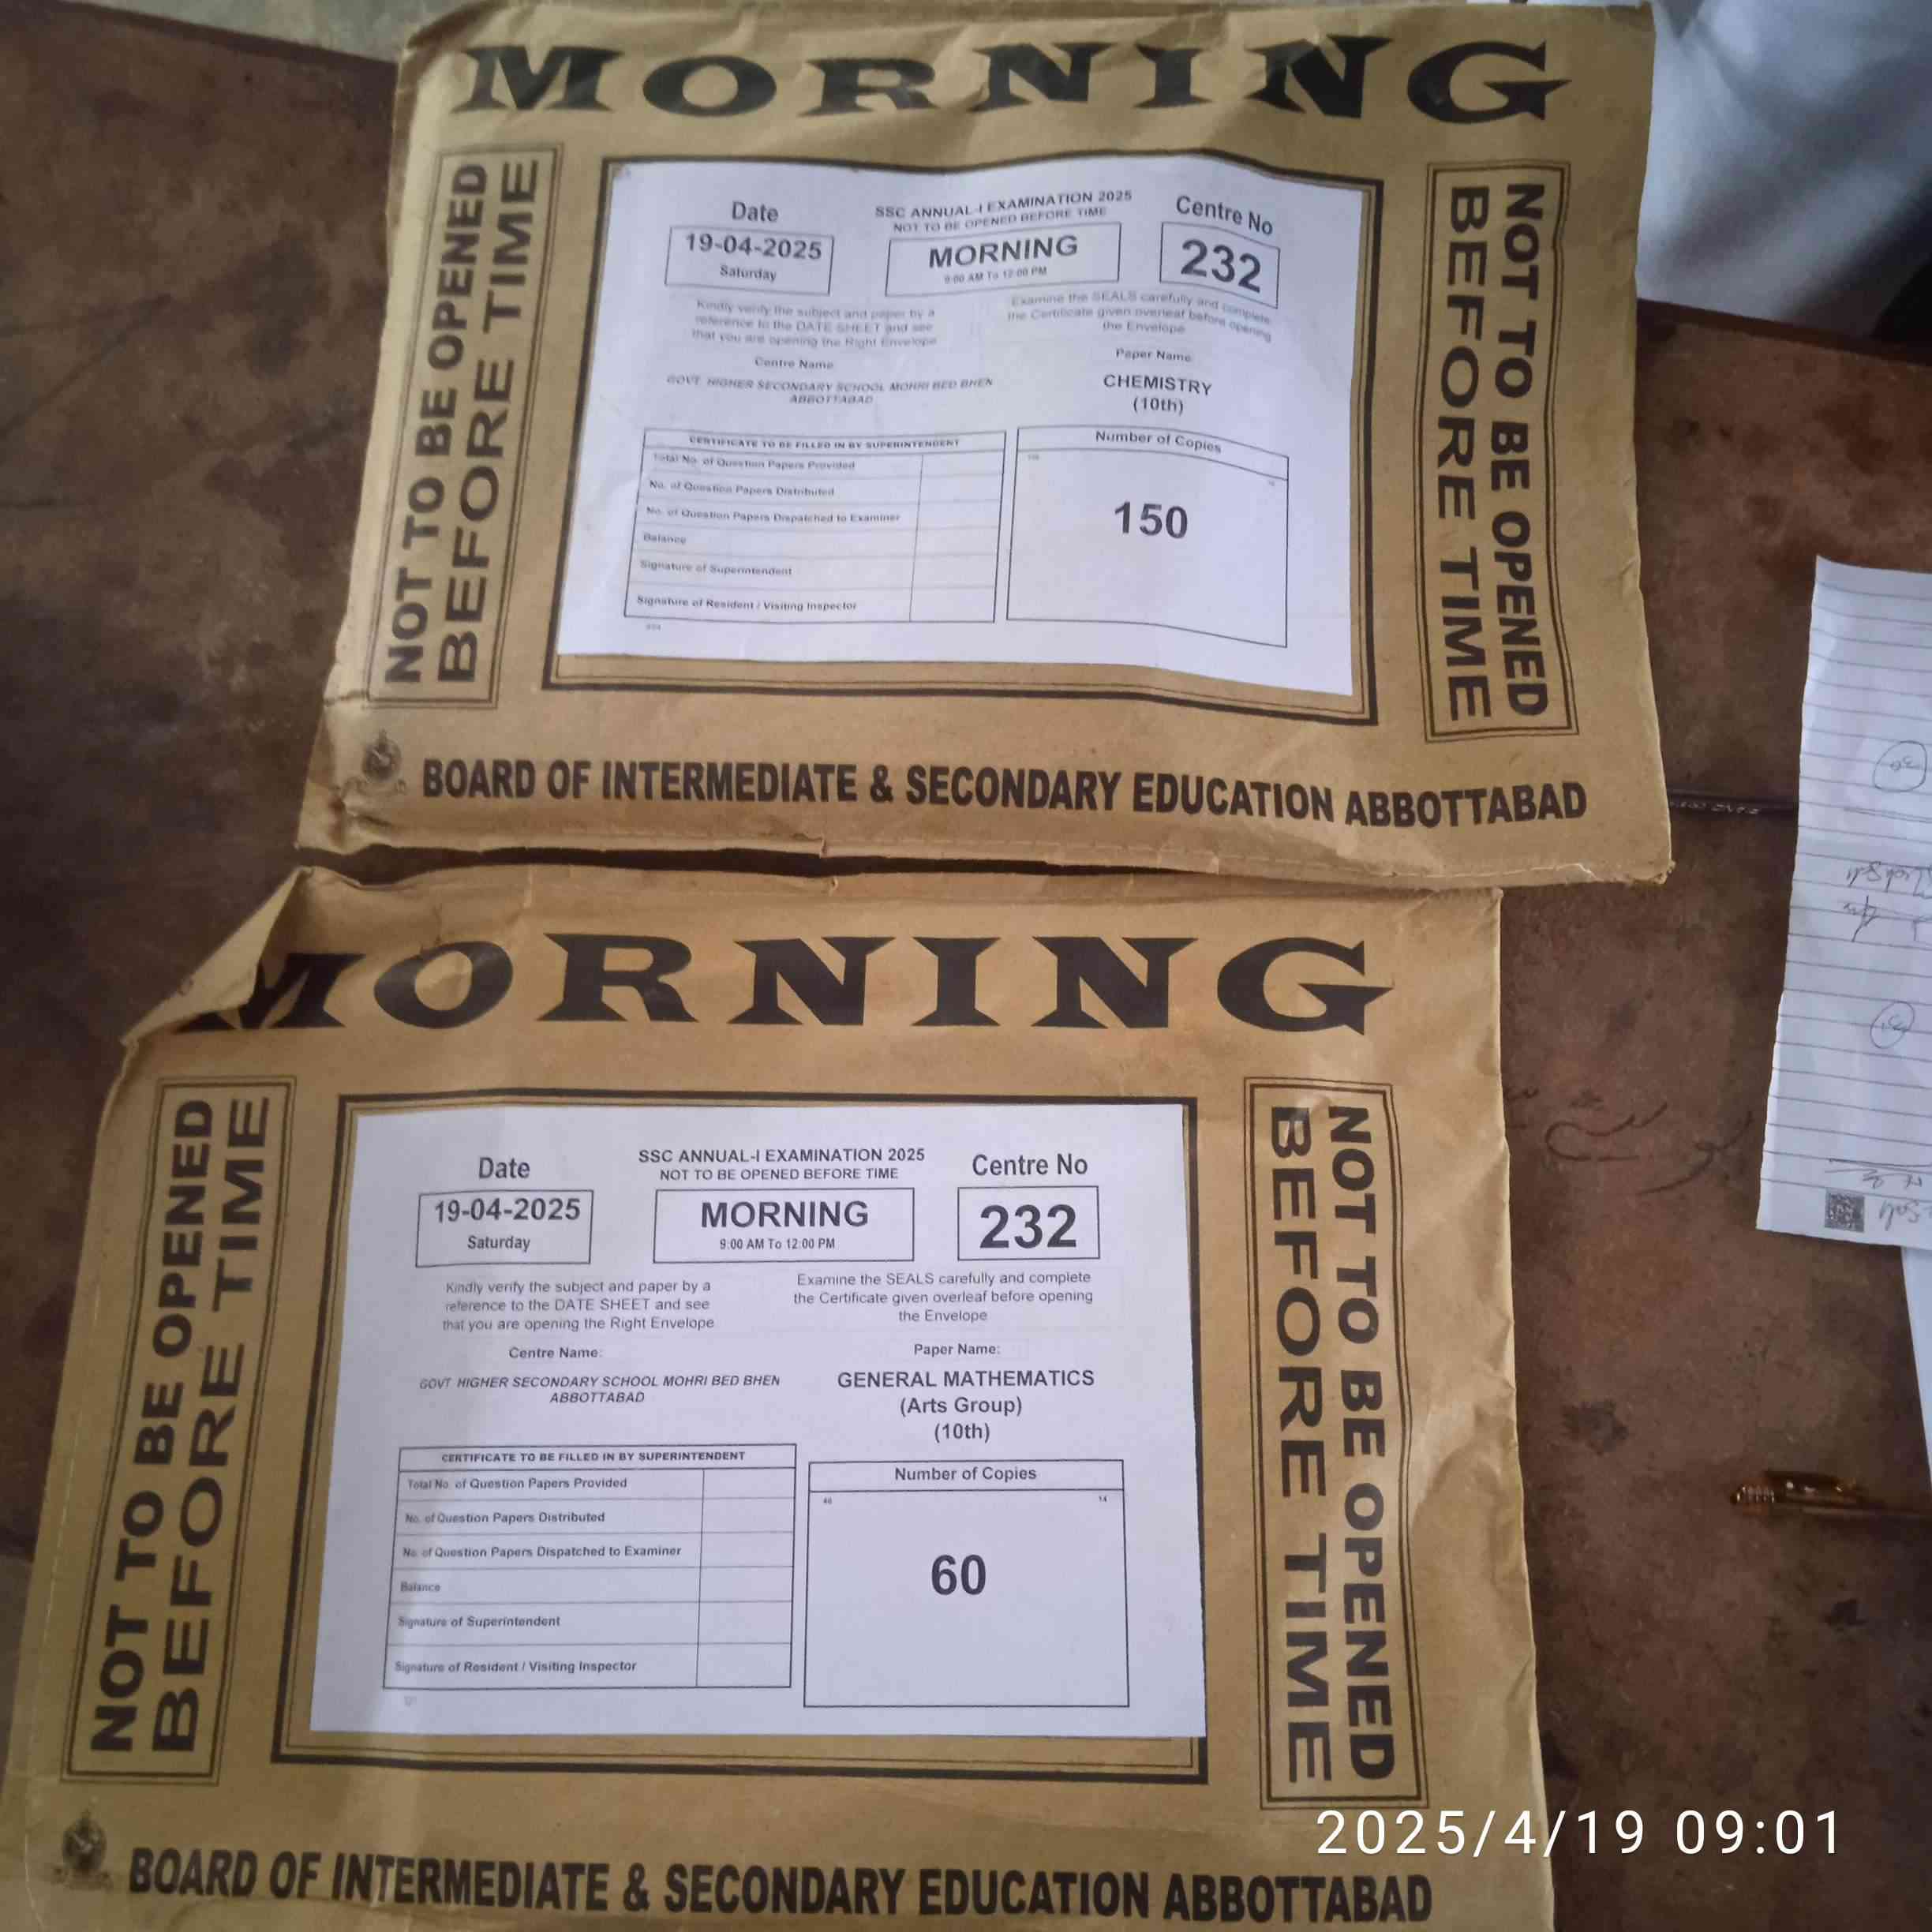 MORNING
NOT TO BE OPENED
BEFORE TIME
Date
19-04-2025
Saturday
SSC ANNUAL-I EXAMINATION 2025
NOT TO BE OPENED BEFORE TIME
MORNING
9:00 AM To 12:00 PM
Centre No
232
Kindly verify the subject and paper by a
reference to the DATE SHEET and see
that you are opening the Right Envelope
Examine the SEALS carefully and complete
the Certificate given overleaf before opening
the Envelope
Centre Name
GOVT HIGHER SECONDARY SCHOOL MOHRI BED BHEN
ABBOTTABAD
Paper Name
CHEMISTRY
(10th)
CERTIFICATE TO BE FILLED IN BY SUPERINTENDENT
Total No. of Question Papers Provided
No. of Question Papers Distributed
No. of Question Papers Dispatched to Examiner
Balance
Signature of Superintendent
Signature of Resident / Visiting Inspector
Number of Copies
150
NOT TO BE OPENED
BEFORE TIME
BOARD OF INTERMEDIATE & SECONDARY EDUCATION ABBOTTABAD
MORNING
NOT TO BE OPENED
BEFORE TIME
Date
19-04-2025
Saturday
SSC ANNUAL-I EXAMINATION 2025
NOT TO BE OPENED BEFORE TIME
MORNING
9:00 AM To 12:00 PM
Centre No
232
Kindly verify the subject and paper by a
reference to the DATE SHEET and see
that you are opening the Right Envelope
Examine the SEALS carefully and complete
the Certificate given overleaf before opening
the Envelope
Centre Name:
GOVT HIGHER SECONDARY SCHOOL MOHRI BED BHEN
ABBOTTABAD
Paper Name:
GENERAL MATHEMATICS
(Arts Group)
(10th)
CERTIFICATE TO BE FILLED IN BY SUPERINTENDENT
Total No. of Question Papers Provided
No. of Question Papers Distributed
No. of Question Papers Dispatched to Examiner
Balance
Signature of Superintendent
Signature of Resident / Visiting Inspector
Number of Copies
46 14
60
NOT TO BE OPENED
BEFORE TIME
BOARD OF INTERMEDIATE & SECONDARY EDUCATION ABBOTTABAD
2025/4/19 09:01